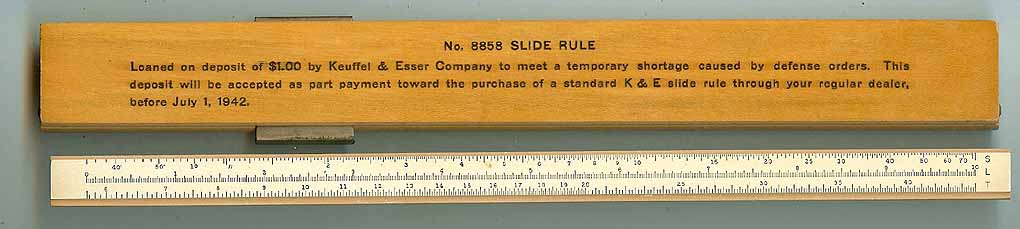 No. 8858 SLIDE RULE
Loaned on deposit of $1.00 by Keuffel & Esser Company to meet a temporary shortage caused by defense orders. This
deposit will be accepted as part payment toward the purchase of a standard K & E slide rule through your regular dealer,
before July 1, 1942.
S
L
T